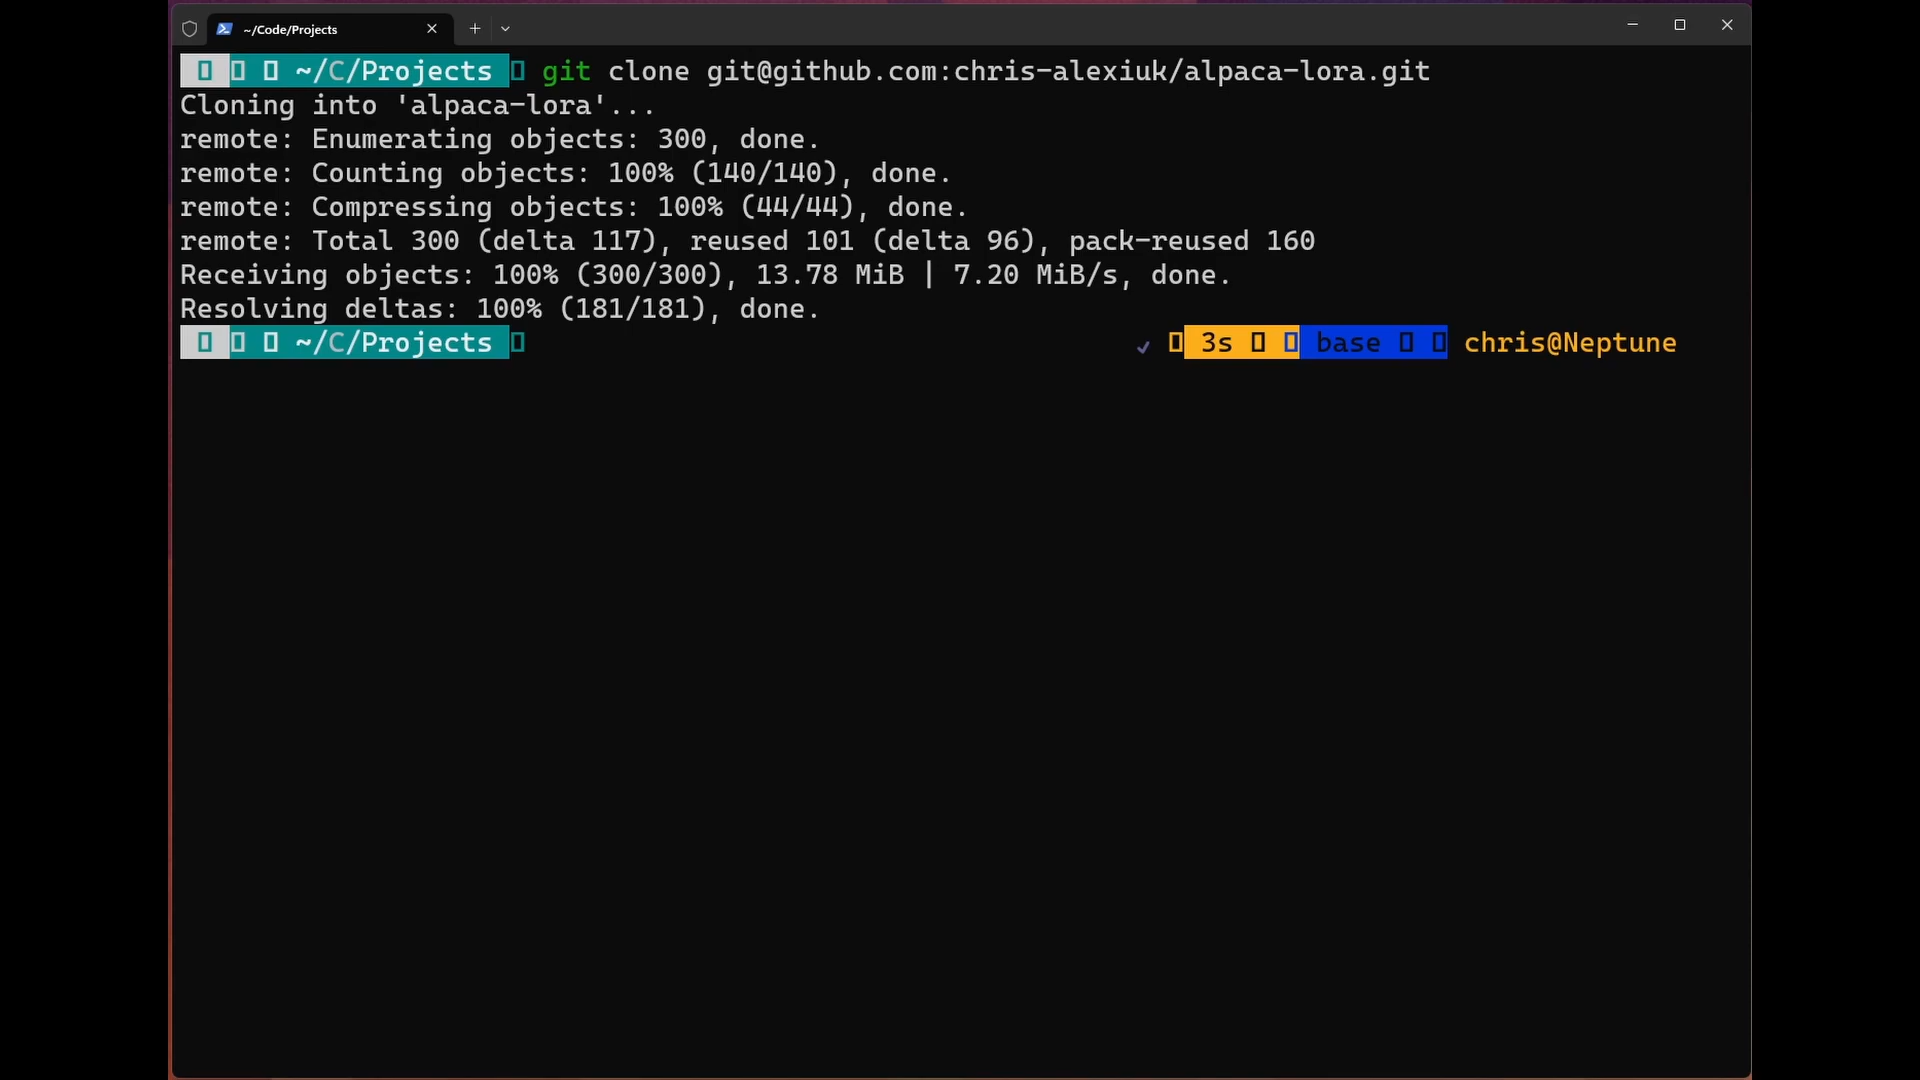 ~/Code/Projects
~/C/Projects git clone git@github.com:chris-alexiuk/alpaca-lora.git
Cloning into 'alpaca-lora'...
remote: Enumerating objects: 300, done.
remote: Counting objects: 100% (140/140), done.
remote: Compressing objects: 100% (44/44), done.
remote: Total 300 (delta 117), reused 101 (delta 96), pack-reused 160
Receiving objects: 100% (300/300), 13.78 MiB | 7.20 MiB/s, done.
Resolving deltas: 100% (181/181), done.
~/C/Projects ✓ 3s base chris@Neptune